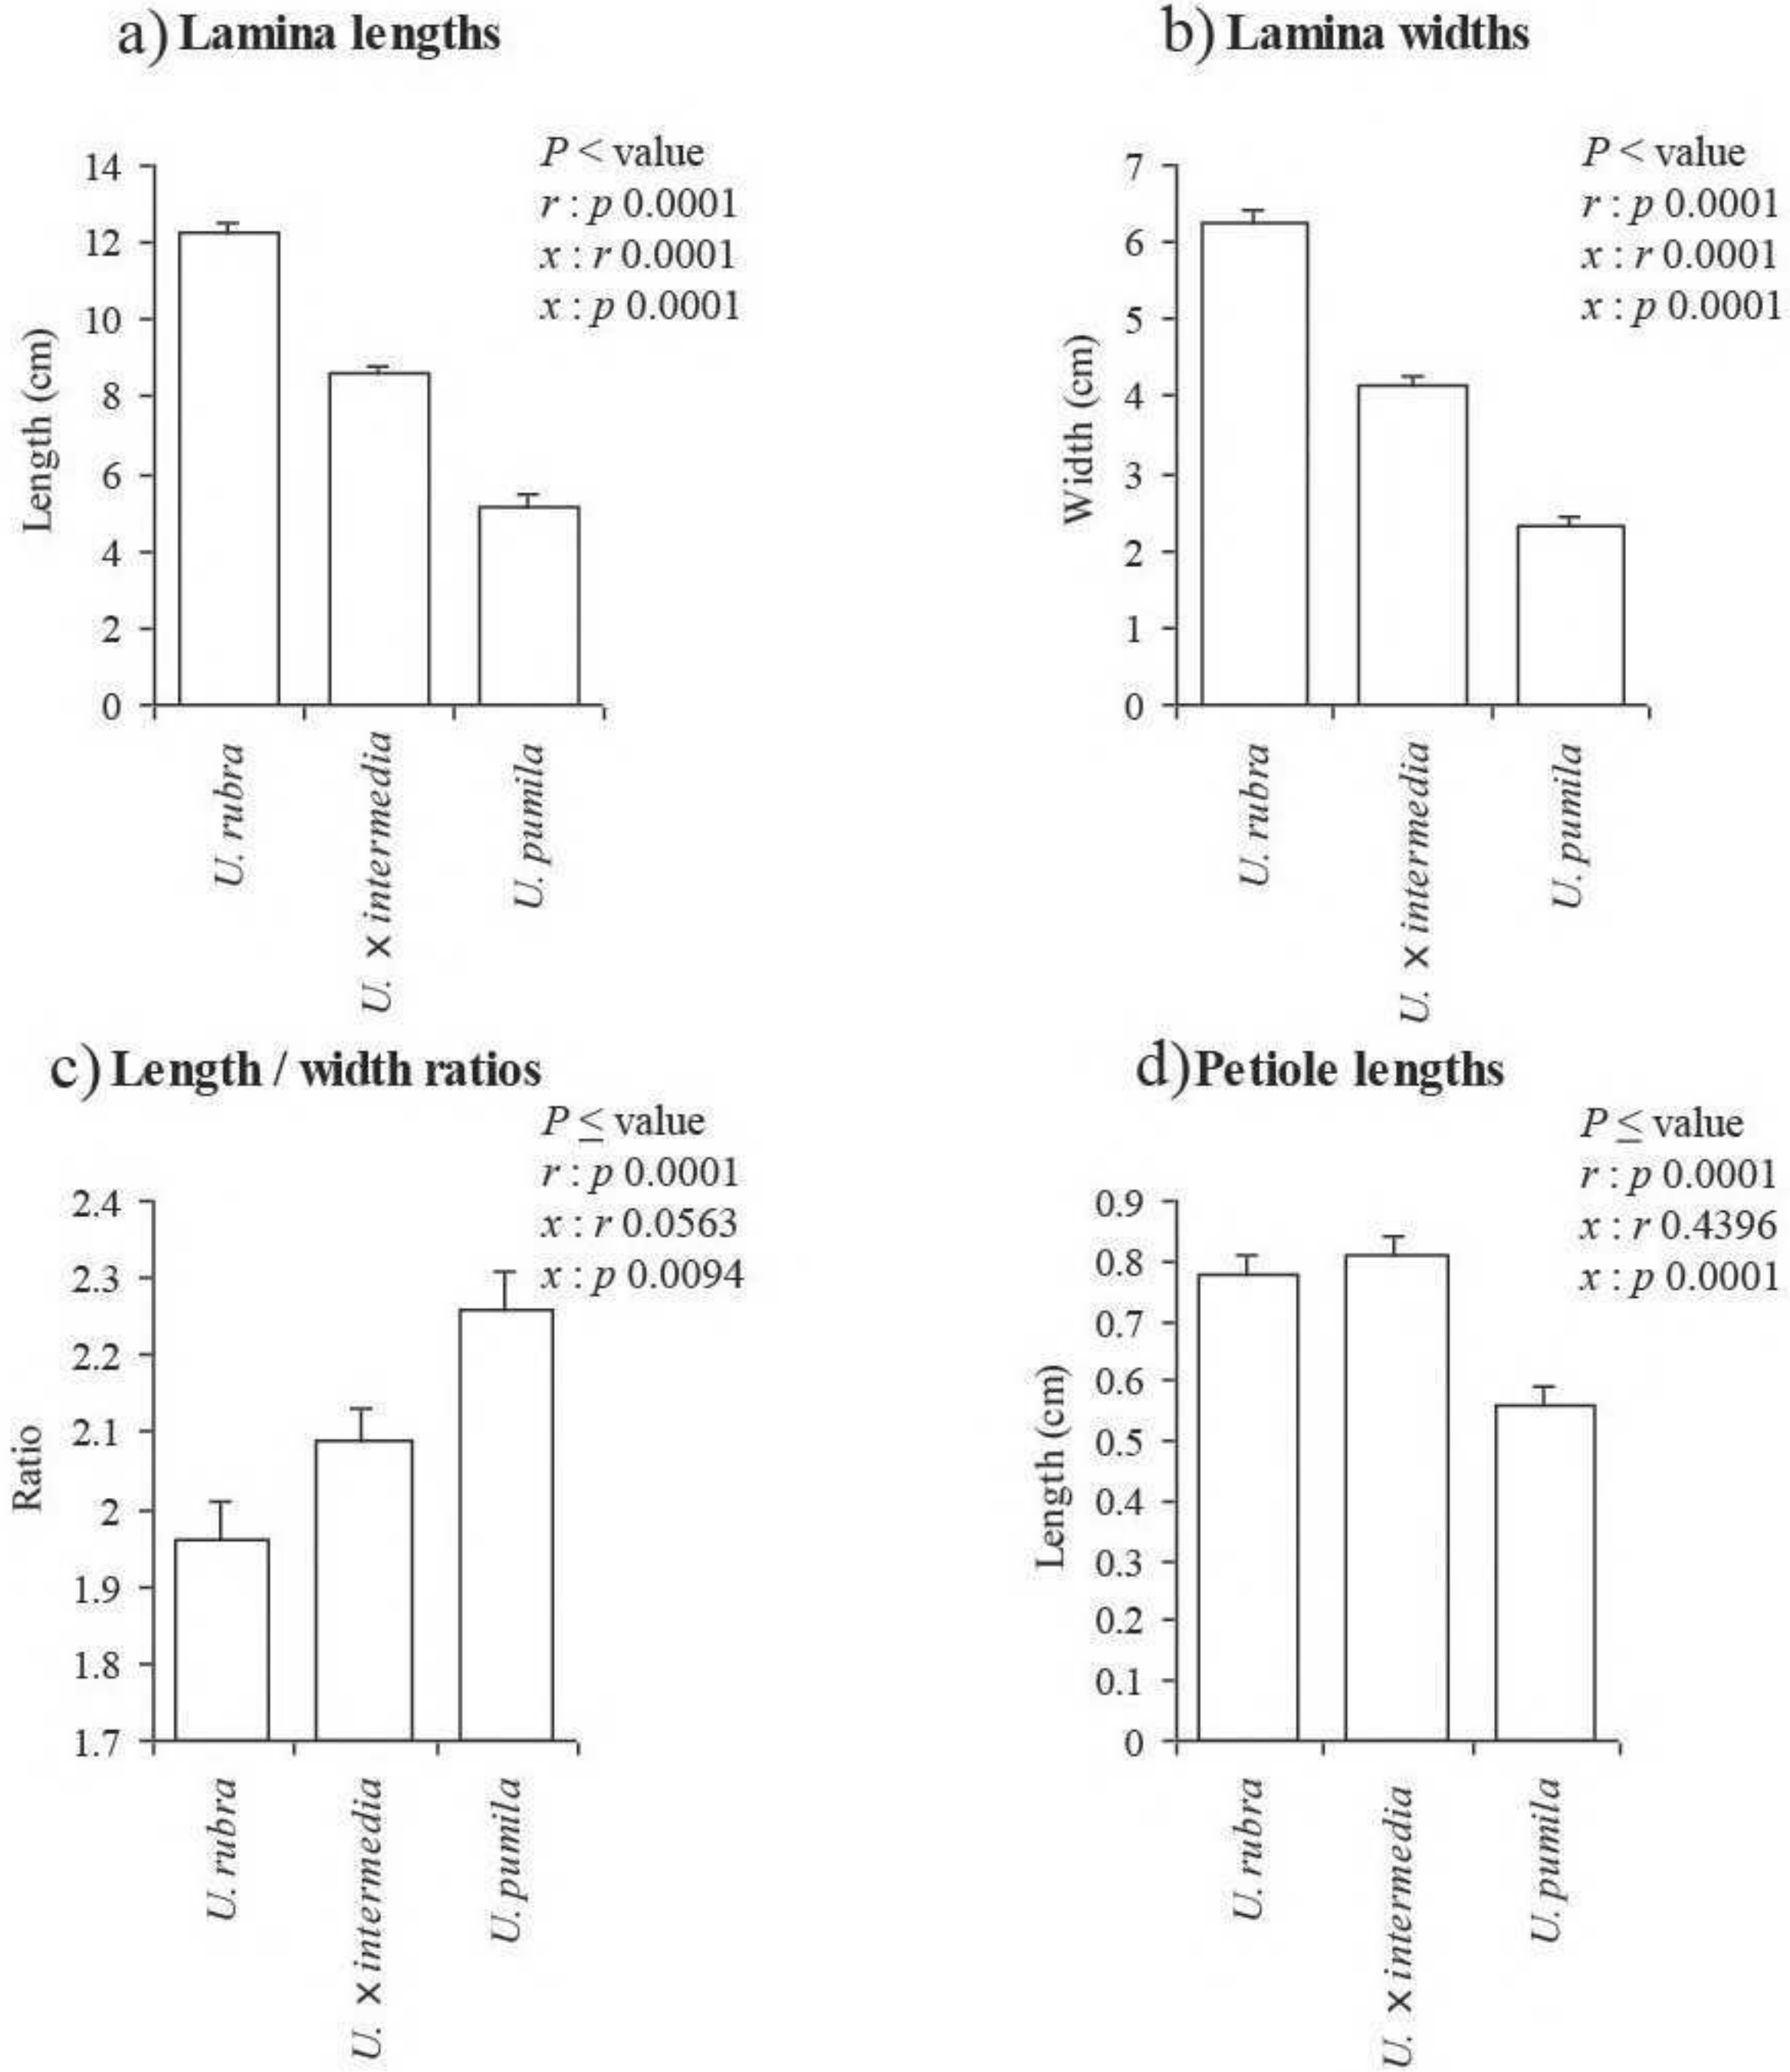 a) Lamina lengths
P < value
r : p 0.0001
x : r 0.0001
x : p 0.0001
14
12
10
8
6
4
2
0
Length (cm)
U. rubra
U. x intermedia
U. pumila
b) Lamina widths
P < value
r : p 0.0001
x : r 0.0001
x : p 0.0001
7
6
5
4
3
2
1
0
Width (cm)
U. rubra
U. x intermedia
U. pumila
c) Length / width ratios
P ≤ value
r : p 0.0001
x : r 0.0563
x : p 0.0094
2.4
2.3
2.2
2.1
2
1.9
1.8
1.7
Ratio
U. rubra
U. x intermedia
U. pumila
d) Petiole lengths
P ≤ value
r : p 0.0001
x : r 0.4396
x : p 0.0001
0.9
0.8
0.7
0.6
0.5
0.4
0.3
0.2
0.1
0
Length (cm)
U. rubra
U. x intermedia
U. pumila